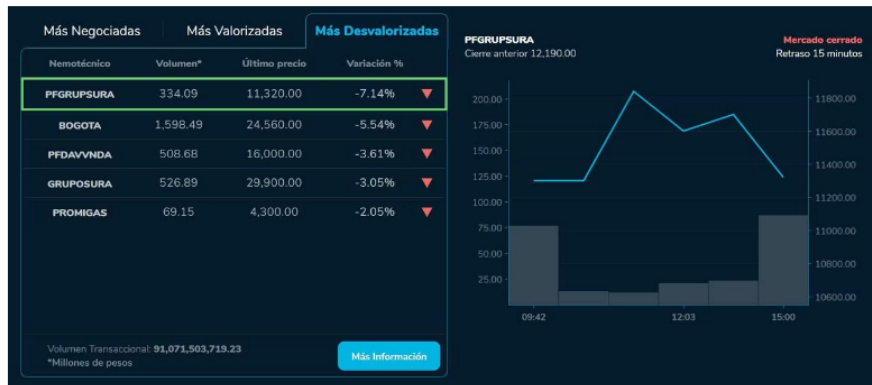 Más Negociadas Más Valorizadas Más Desvalorizadas
Nemotécnico Volumen* Último precio Variación %
PFGRUPSURA 334.09 11,320.00 -7.14%
BOGOTA 1,598.49 24,560.00 -5.54%
PFDAVVNDA 508.68 16,000.00 -3.61%
GRUPOSURA 526.89 29,900.00 -3.05%
PROMIGAS 69.15 4,300.00 -2.05%
Volumen Transaccional: 91,071,503,719.23
*Millones de pesos
Más Información
PFGRUPSURA Mercado cerrado
Cierre anterior 12,190.00 Retraso 15 minutos
200.00 11800.00
175.00 11600.00
150.00 11400.00
125.00 11200.00
100.00 11000.00
75.00 10800.00
50.00 10600.00
25.00
09:42 12:03 15:00